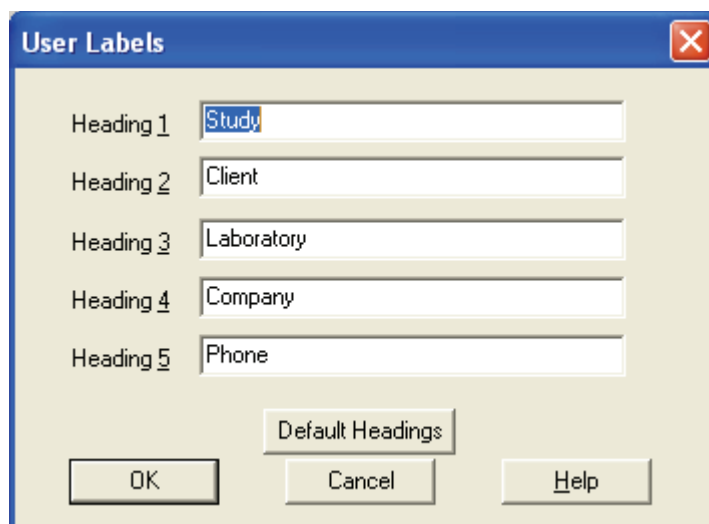 User Labels
Heading 1 Study
Heading 2 Client
Heading 3 Laboratory
Heading 4 Company
Heading 5 Phone
Default Headings
OK Cancel Help